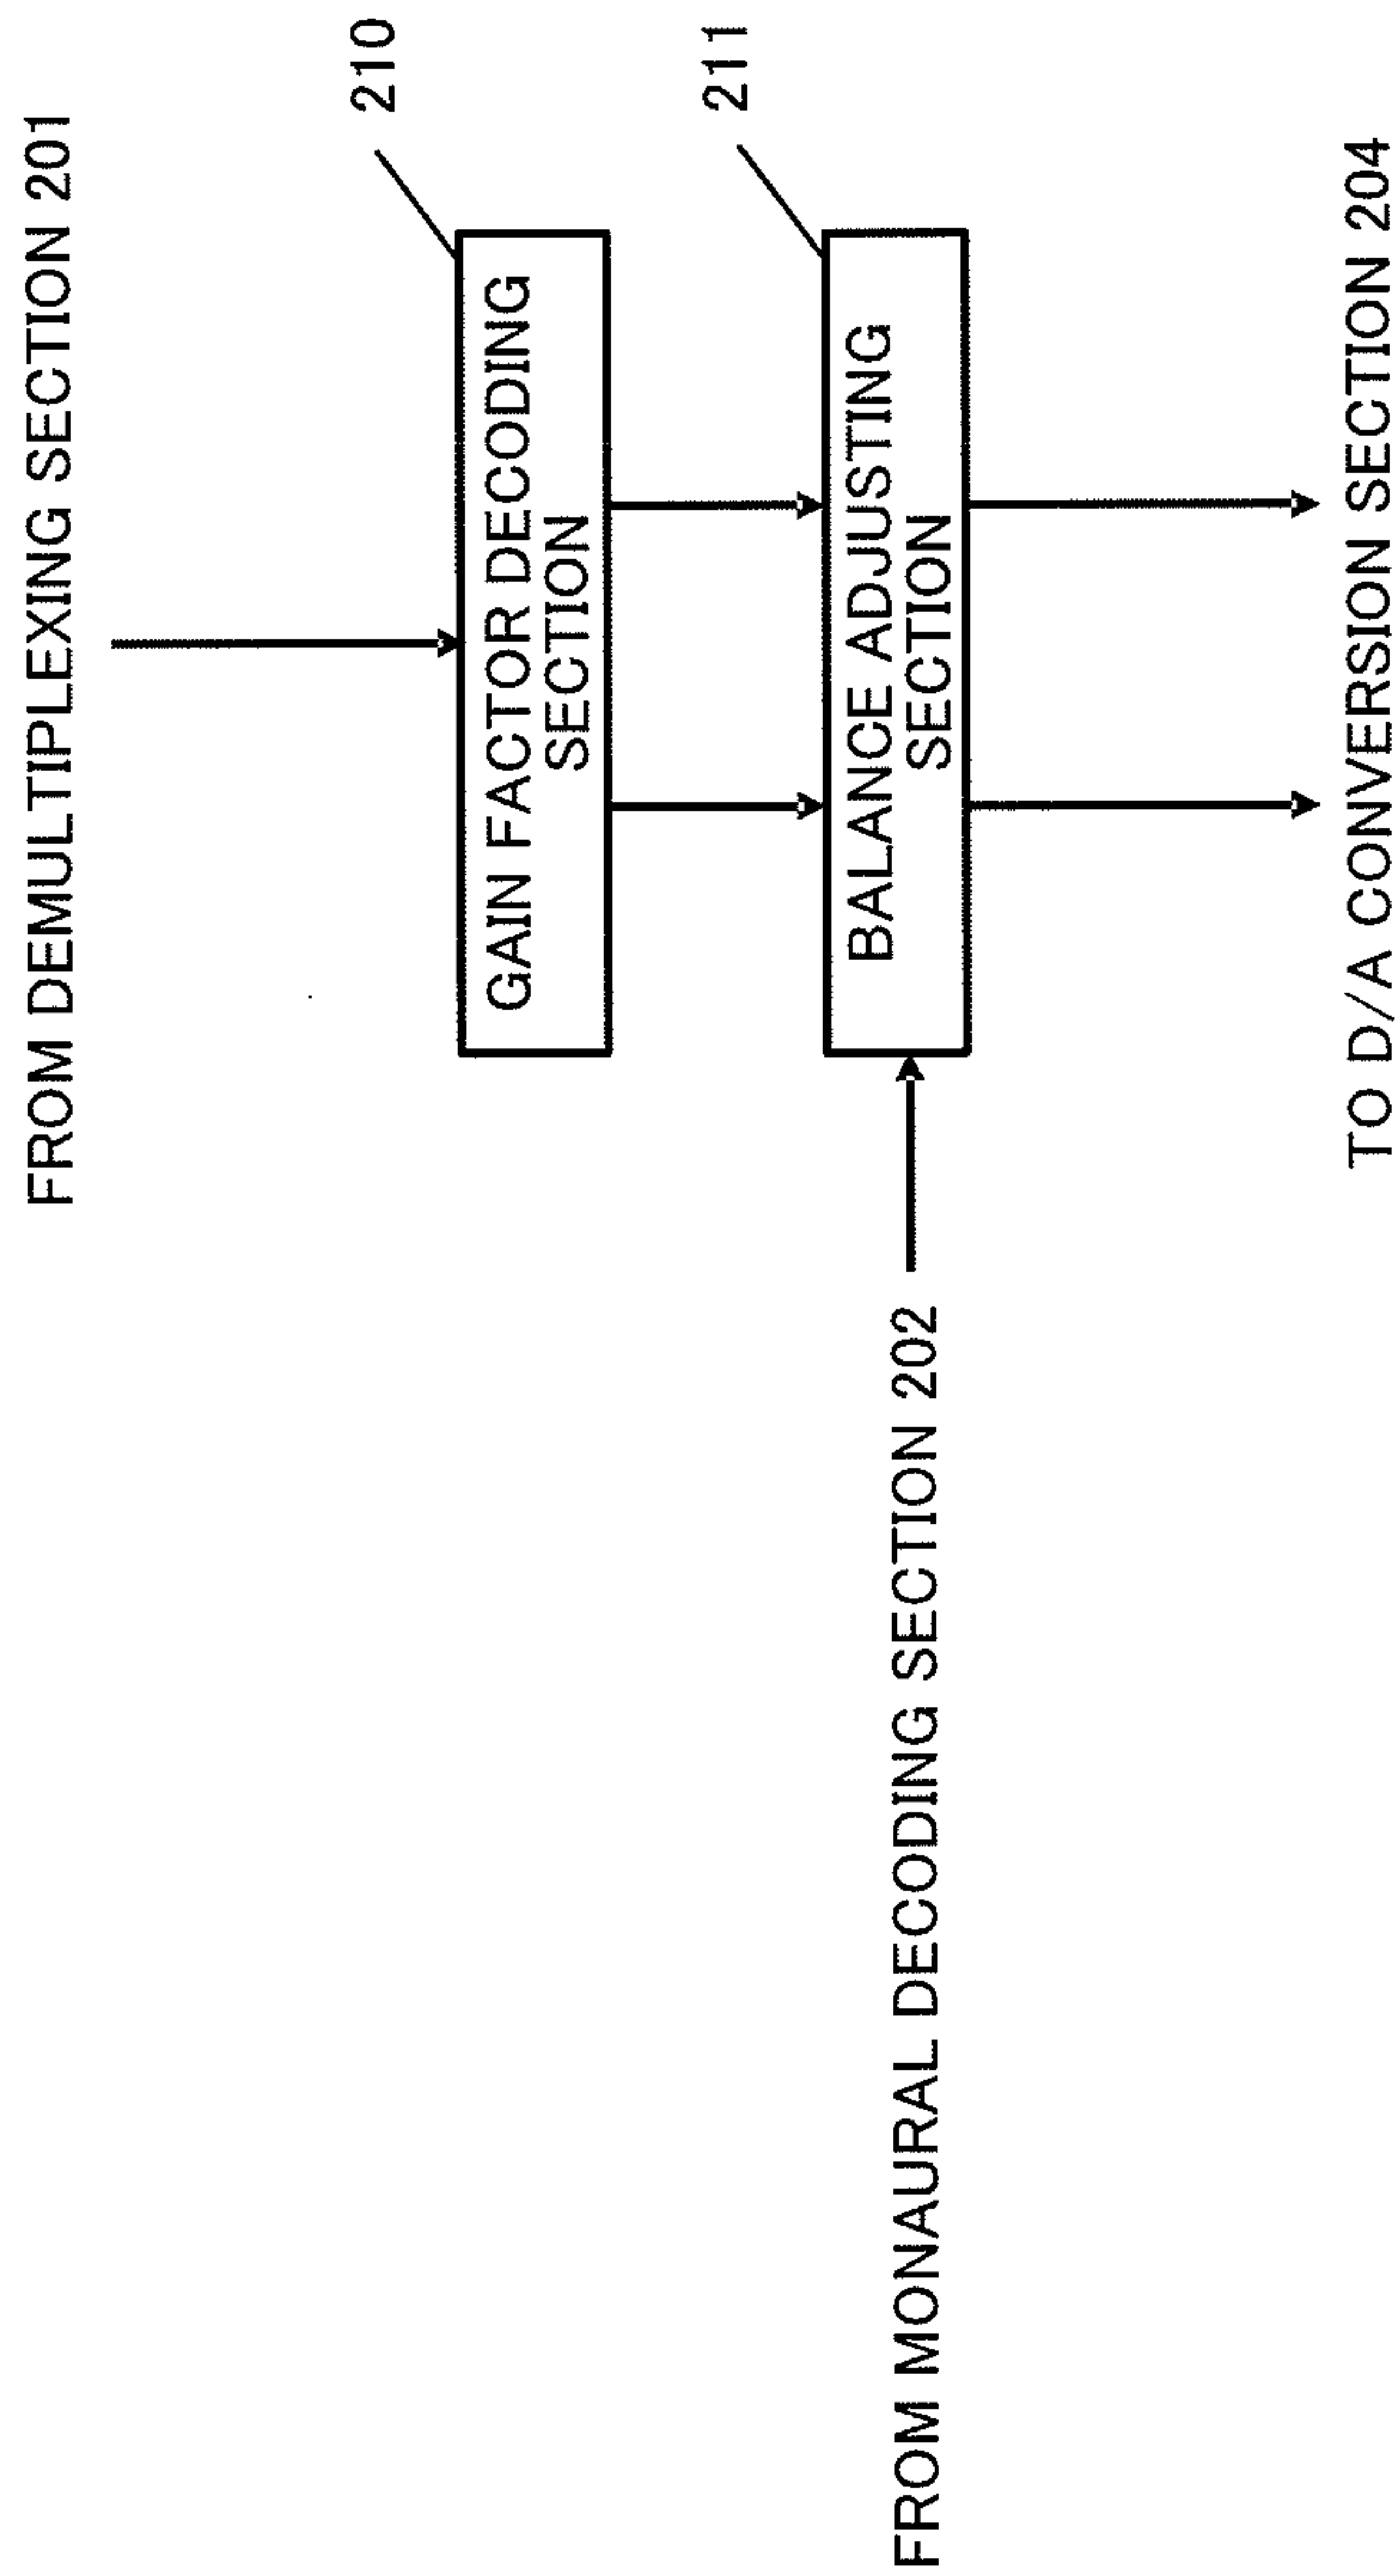 FROM DEMULTIPLEXING SECTION 201
210
GAIN FACTOR DECODING
SECTION
211
BALANCE ADJUSTING
SECTION
FROM MONAURAL DECODING SECTION 202
TO D/A CONVERSION SECTION 204